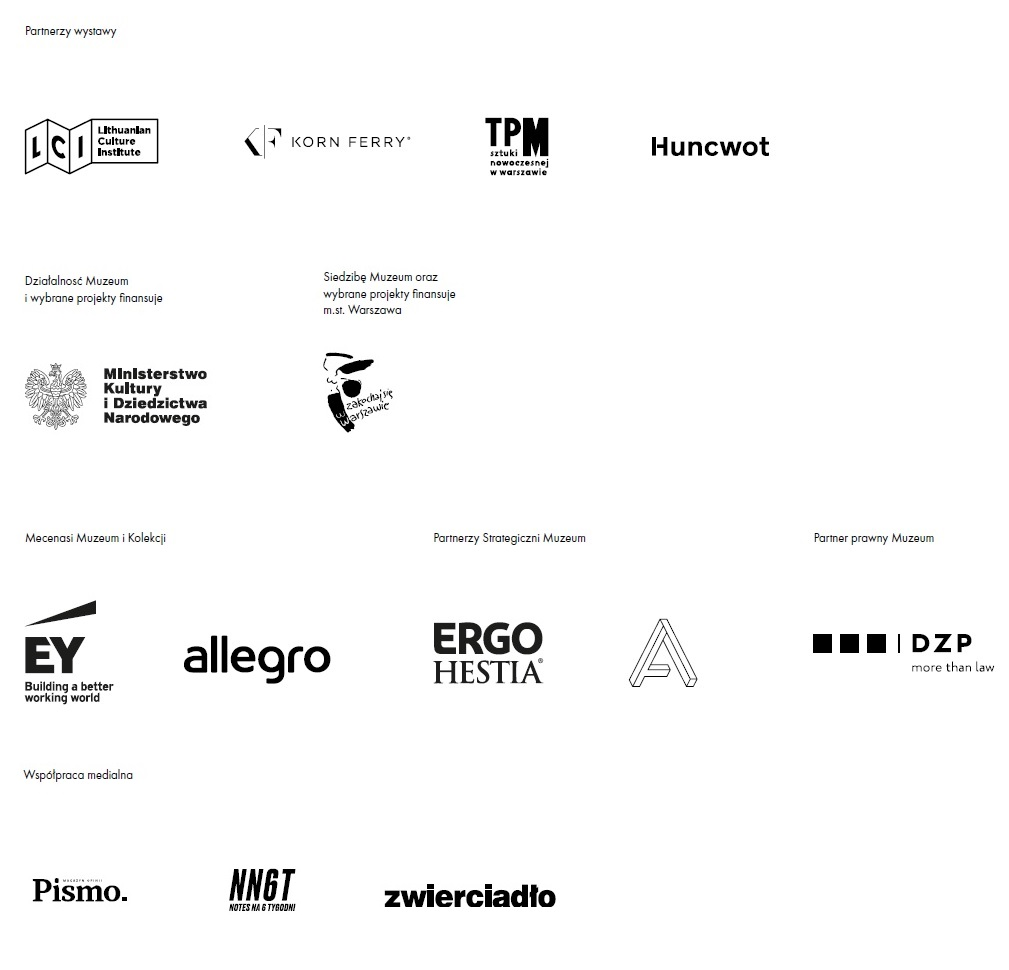 Partnerzy wystawy
LCI
Lithuanian
Culture
Institute
KF KORN FERRY®
TPM
sztuki
nowoczesnej
w warszawie
Huncwot
Działalność Muzeum
i wybrane projekty finansuje
Siedzibę Muzeum oraz
wybrane projekty finansuje
m.st. Warszawa
Ministerstwo
Kultury
i Dziedzictwa
Narodowego
zakochaj się
w warszawie
Mecenasi Muzeum i Kolekcji
Partnerzy Strategiczni Muzeum
Partner prawny Muzeum
EY
Building a better
working world
allegro
ERGO
HESTIA®
A
DZP
more than law
Współpraca medialna
MAGAZYN OPINII
Pismo.
NN6T
NOTES NA 6 TYGODNI
zwierciadło